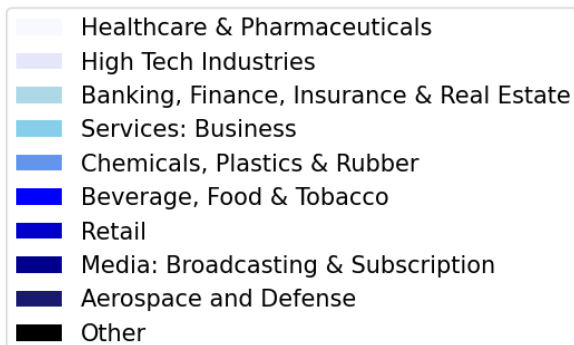 Healthcare & Pharmaceuticals
High Tech Industries
Banking, Finance, Insurance & Real Estate
Services: Business
Chemicals, Plastics & Rubber
Beverage, Food & Tobacco
Retail
Media: Broadcasting & Subscription
Aerospace and Defense
Other